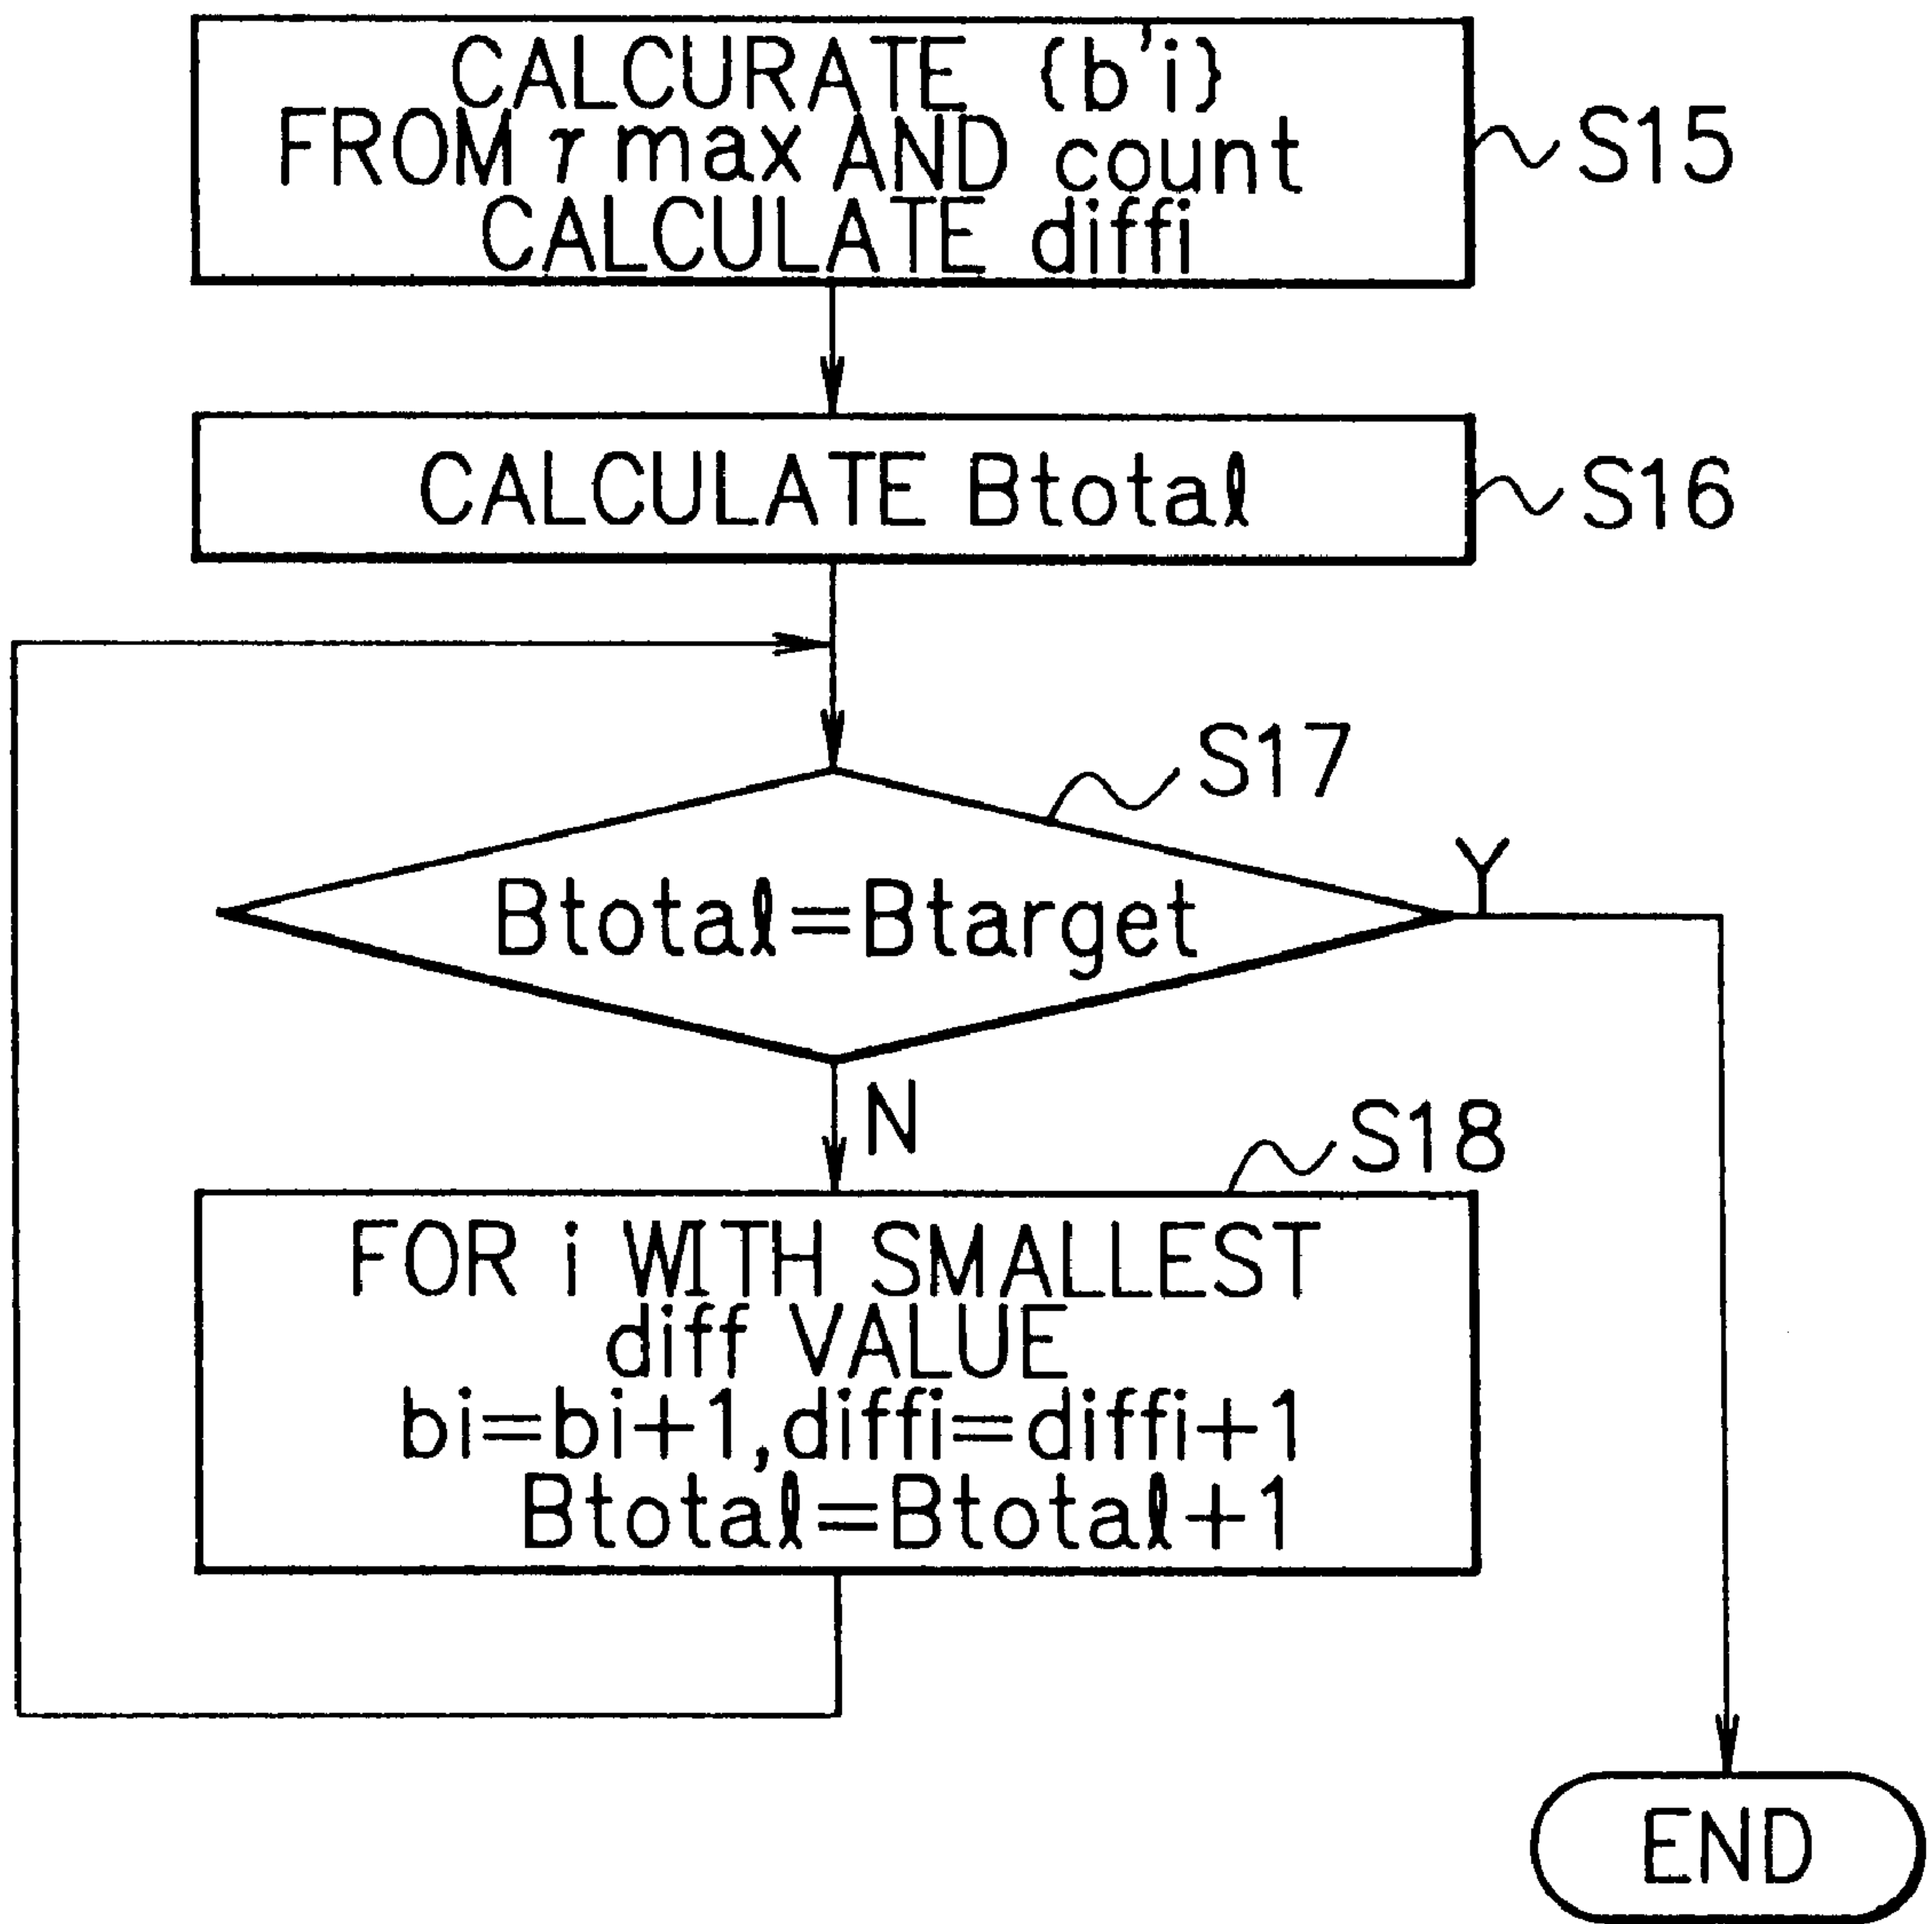 CALCURATE {b'i}
FROM γ max AND count
CALCULATE diffi
S15
CALCULATE Btotal
S16
S17
Btotal=Btarget
Y
N
S18
FOR i WITH SMALLEST
diff VALUE
bi=bi+1,diffi=diffi+1
Btotal=Btotal+1
END